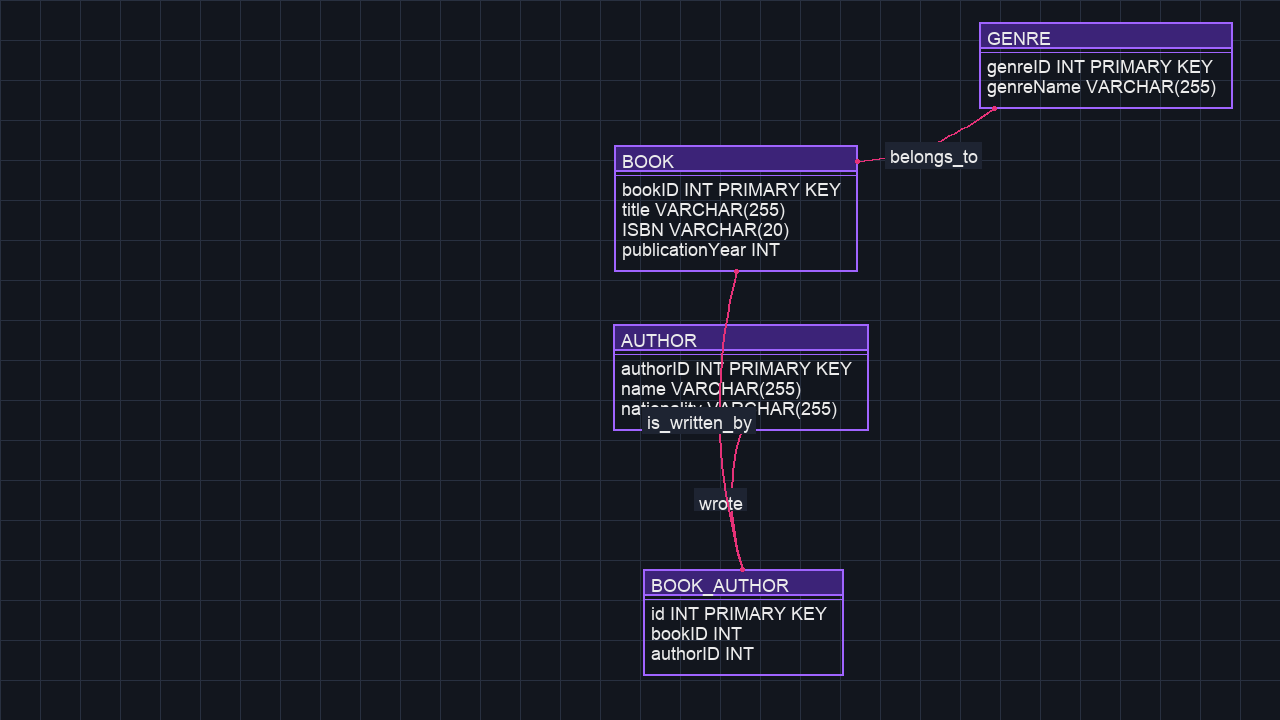 GENRE
genreID INT PRIMARY KEY
genreName VARCHAR(255)
belongs_to
BOOK
bookID INT PRIMARY KEY
title VARCHAR(255)
ISBN VARCHAR(20)
publicationYear INT
AUTHOR
authorID INT PRIMARY KEY
name VARCHAR(255)
nationality VARCHAR(255)
is_written_by
wrote
BOOK_AUTHOR
id INT PRIMARY KEY
bookID INT
authorID INT